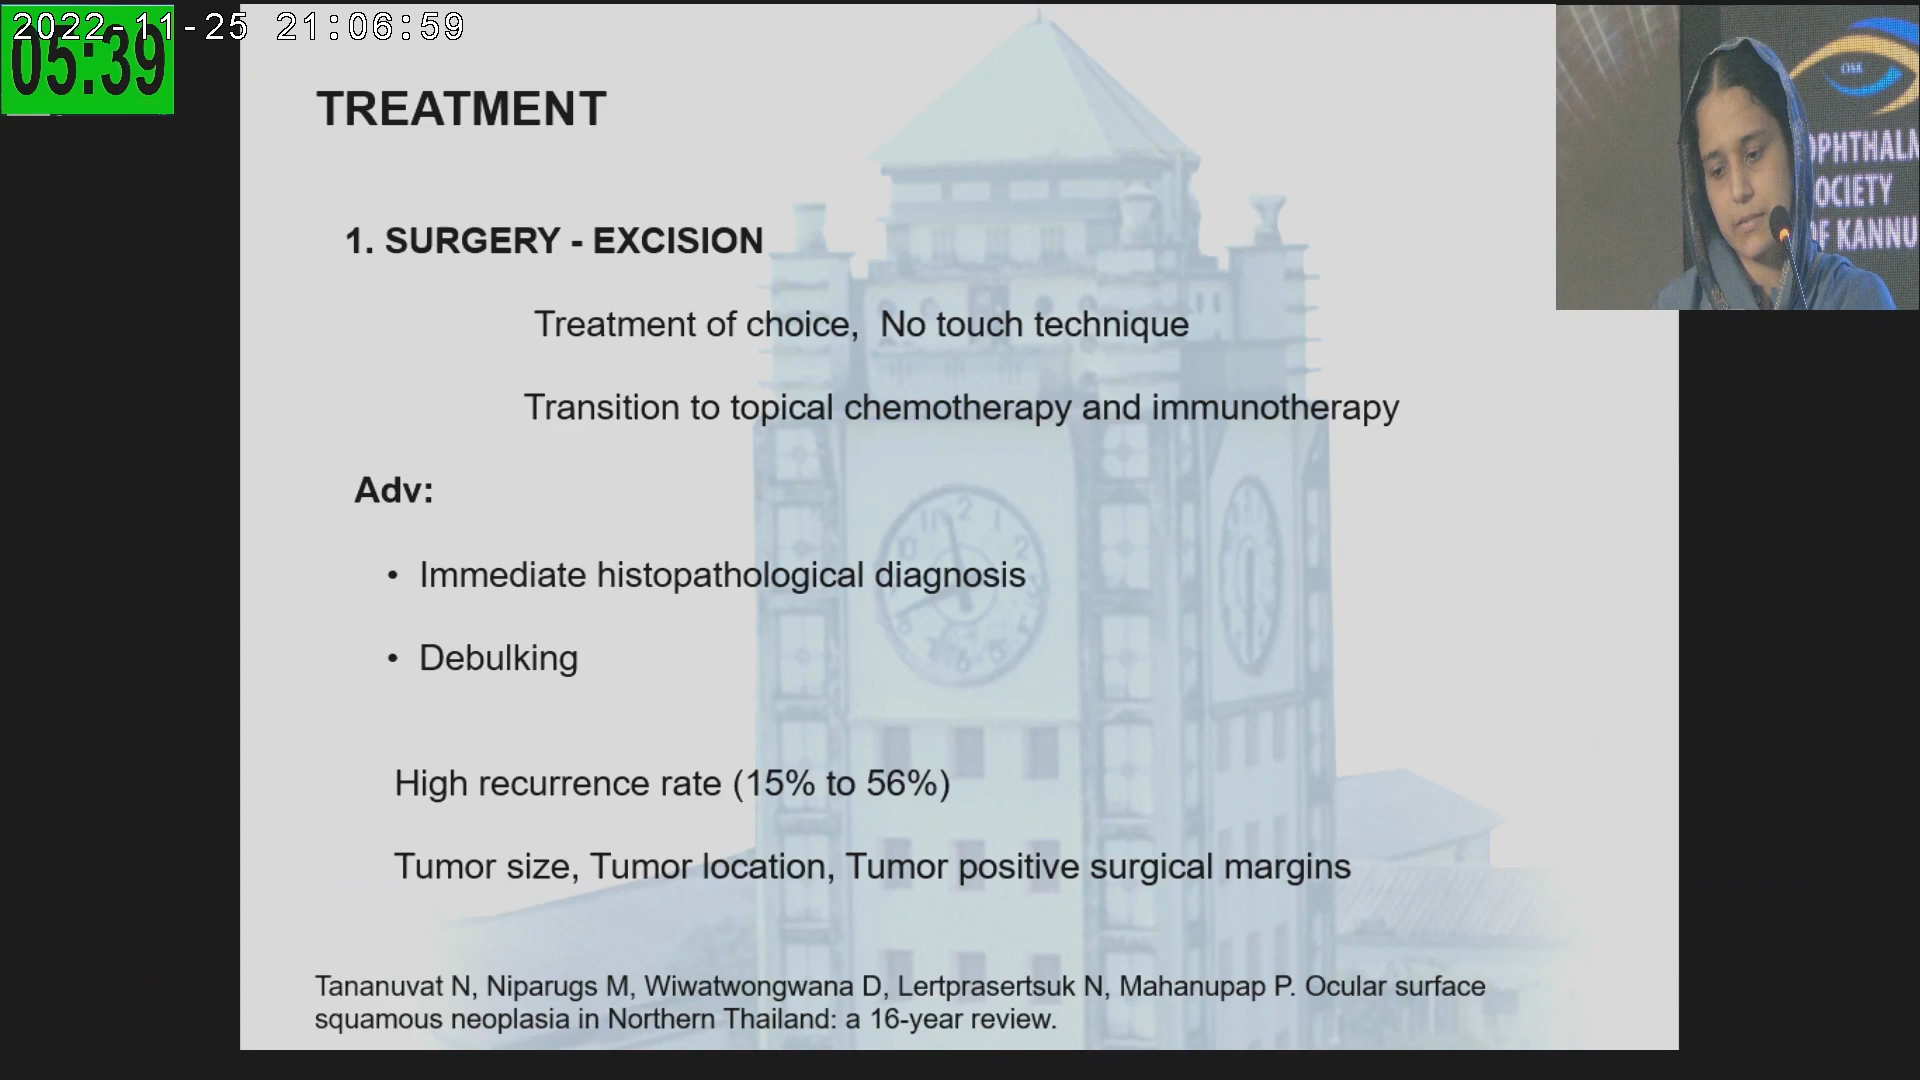 2022-11-25 21:06:59
05:39
TREATMENT
1. SURGERY - EXCISION
Treatment of choice, No touch technique
Transition to topical chemotherapy and immunotherapy
Adv:
• Immediate histopathological diagnosis
• Debulking
High recurrence rate (15% to 56%)
Tumor size, Tumor location, Tumor positive surgical margins
Tananuvat N, Niparugs M, Wiwatwongwana D, Lertprasertsuk N, Mahanupap P. Ocular surface
squamous neoplasia in Northern Thailand: a 16-year review.
OPHTHALM
OCIETY
OF KANNU